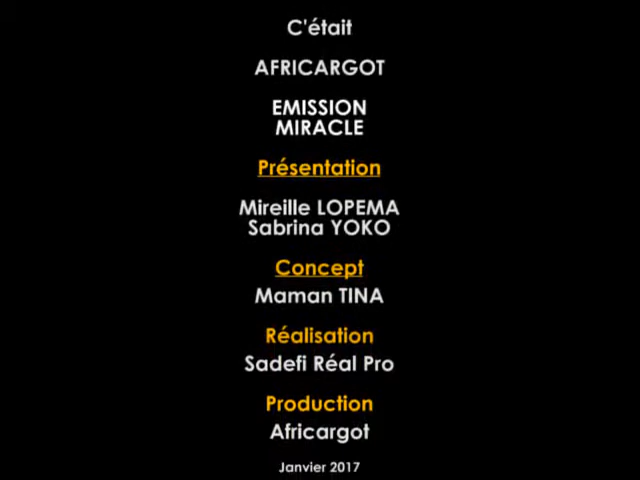 C'était
AFRICARGOT
EMISSION
MIRACLE
Présentation
Mireille LOPEMA
Sabrina YOKO
Concept
Maman TINA
Réalisation
Sadefi Réal Pro
Production
Africargot
Janvier 2017